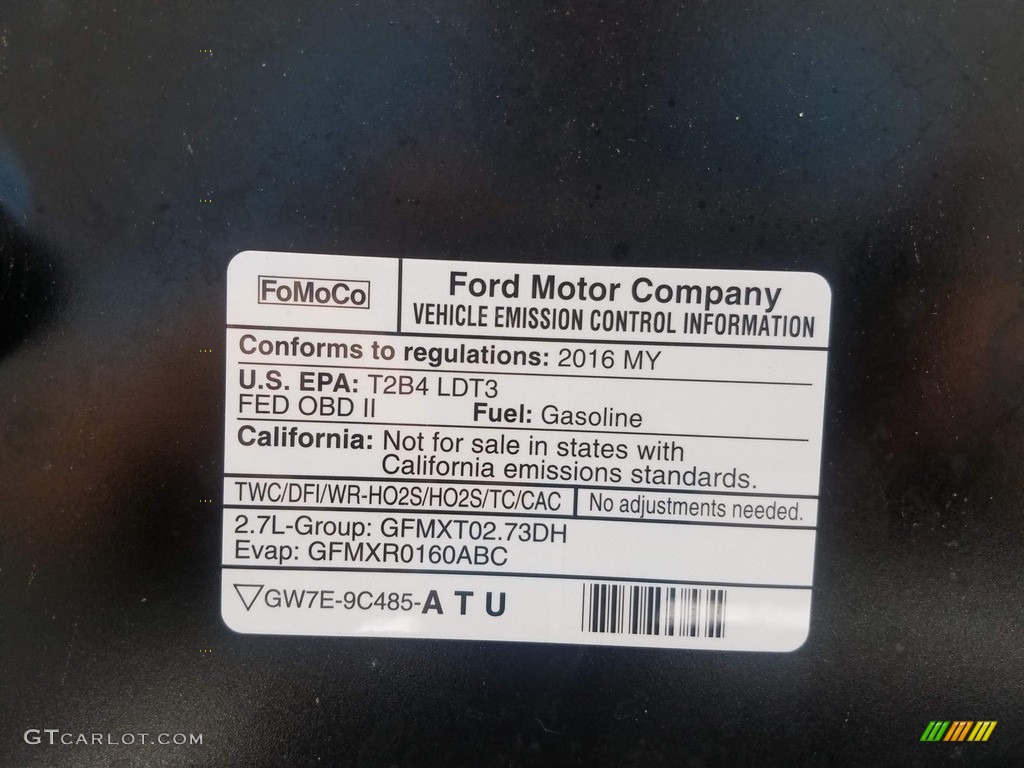 FoMoCo
Ford Motor Company
VEHICLE EMISSION CONTROL INFORMATION
Conforms to regulations: 2016 MY
U.S. EPA: T2B4 LDT3
FED OBD II Fuel: Gasoline
California: Not for sale in states with
California emissions standards.
TWC/DFI/WR-HO2S/HO2S/TC/CAC No adjustments needed.
2.7L-Group: GFMXT02.73DH
Evap: GFMXR0160ABC
▽GW7E-9C485-A T U
GTCARLOT.COM